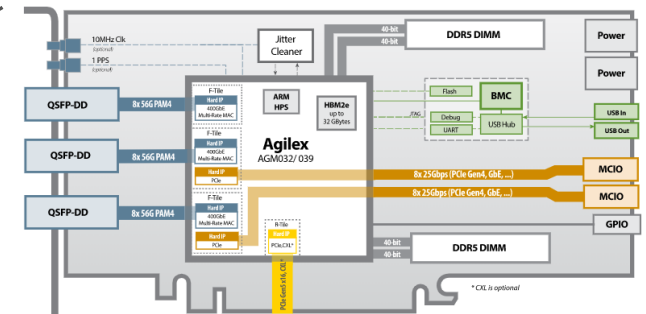 10MHz Clk
(optional)
1 PPS
(optional)
Jitter
Cleaner
40-bit
40-bit
DDR5 DIMM
Power
Power
QSFP-DD
8x 56G PAM4
QSFP-DD
8x 56G PAM4
QSFP-DD
8x 56G PAM4
F-Tile
Hard IP
400GbE
Multi-Rate MAC
F-Tile
Hard IP
400GbE
Multi-Rate MAC
Hard IP
PCIe
F-Tile
Hard IP
400GbE
Multi-Rate MAC
Hard IP
PCIe
ARM
HPS
HBM2e
up to
32 GBytes
Agilex
AGM032/ 039
R-Tile
Hard IP
PCIe,CXL*
PCIe Gen5 x16, CXL*
Flash
BMC
JTAG
Debug
UART
USB Hub
USB In
USB Out
8x 25Gbps (PCIe Gen4, GbE, ...)
MCIO
8x 25Gbps (PCIe Gen4, GbE, ...)
MCIO
GPIO
40-bit
40-bit
DDR5 DIMM
* CXL is optional